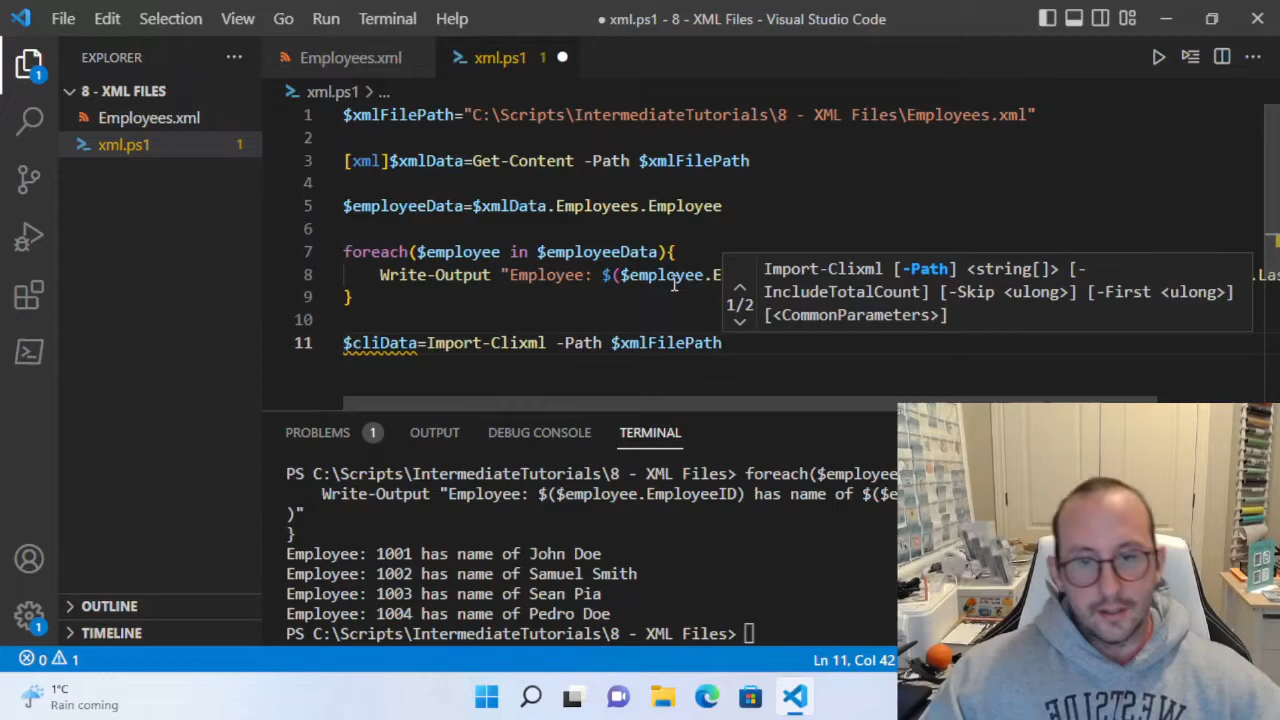 File Edit Selection View Go Run Terminal Help
● xml.ps1 - 8 - XML Files - Visual Studio Code
EXPLORER
8 - XML FILES
Employees.xml
xml.ps1 1
OUTLINE
TIMELINE
1
1
Employees.xml
xml.ps1 1
xml.ps1 > ...
1 $xmlFilePath="C:\Scripts\IntermediateTutorials\8 - XML Files\Employees.xml"
2
3 [xml]$xmlData=Get-Content -Path $xmlFilePath
4
5 $employeeData=$xmlData.Employees.Employee
6
7 foreach($employee in $employeeData){
8 Write-Output "Employee: $($employee.E .Las
9 }
10
11 $cliData=Import-Clixml -Path $xmlFilePath
1/2
Import-Clixml [-Path] <string[]> [-
IncludeTotalCount] [-Skip <ulong>] [-First <ulong>]
[<CommonParameters>]
PROBLEMS 1 OUTPUT DEBUG CONSOLE TERMINAL
PS C:\Scripts\IntermediateTutorials\8 - XML Files> foreach($employee
Write-Output "Employee: $($employee.EmployeeID) has name of $($e
)"
}
Employee: 1001 has name of John Doe
Employee: 1002 has name of Samuel Smith
Employee: 1003 has name of Sean Pia
Employee: 1004 has name of Pedro Doe
PS C:\Scripts\IntermediateTutorials\8 - XML Files>
0 1
Ln 11, Col 42
1°C
Rain coming
WESTSIDE